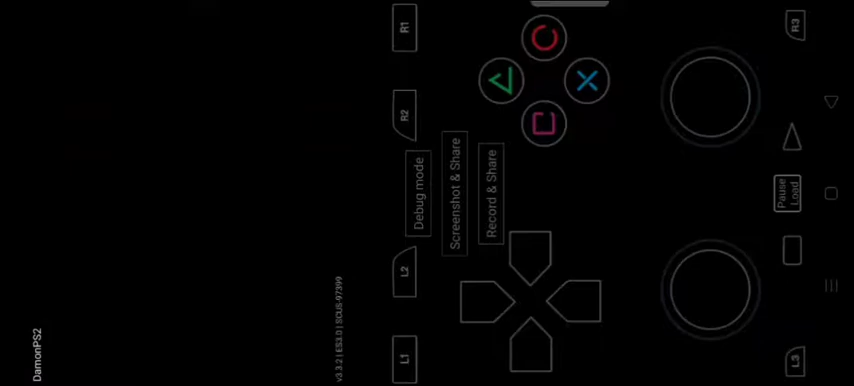 DamonPS2
v3.3.2 | ES3.0 | SCUS-97399
L1
L2
R2
R1
Debug mode
Screenshot & Share
Record & Share
L3
Pause
Load
R3